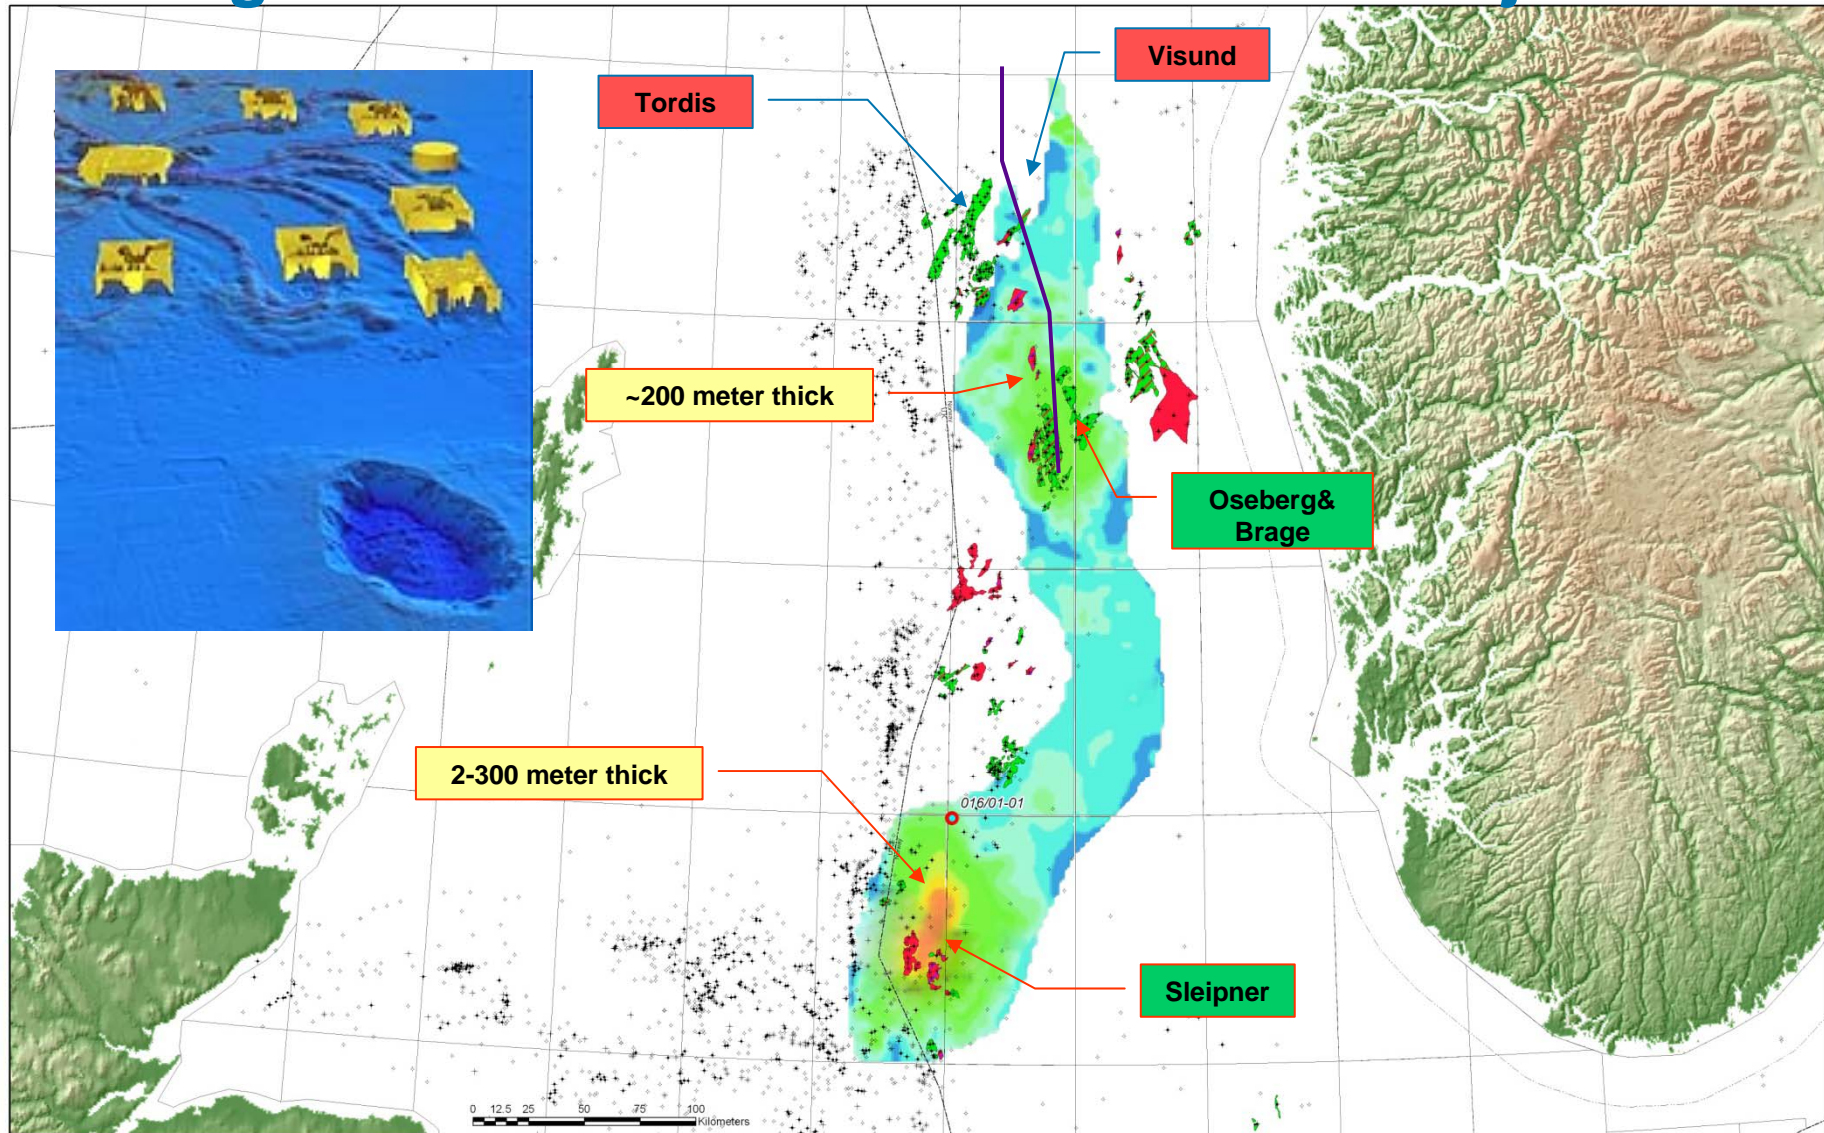 Visund
Tordis
~200 meter thick
Oseberg&
Brage
2-300 meter thick
016/01-01
Sleipner
0 12.5 25 50 75 100
Kilometers